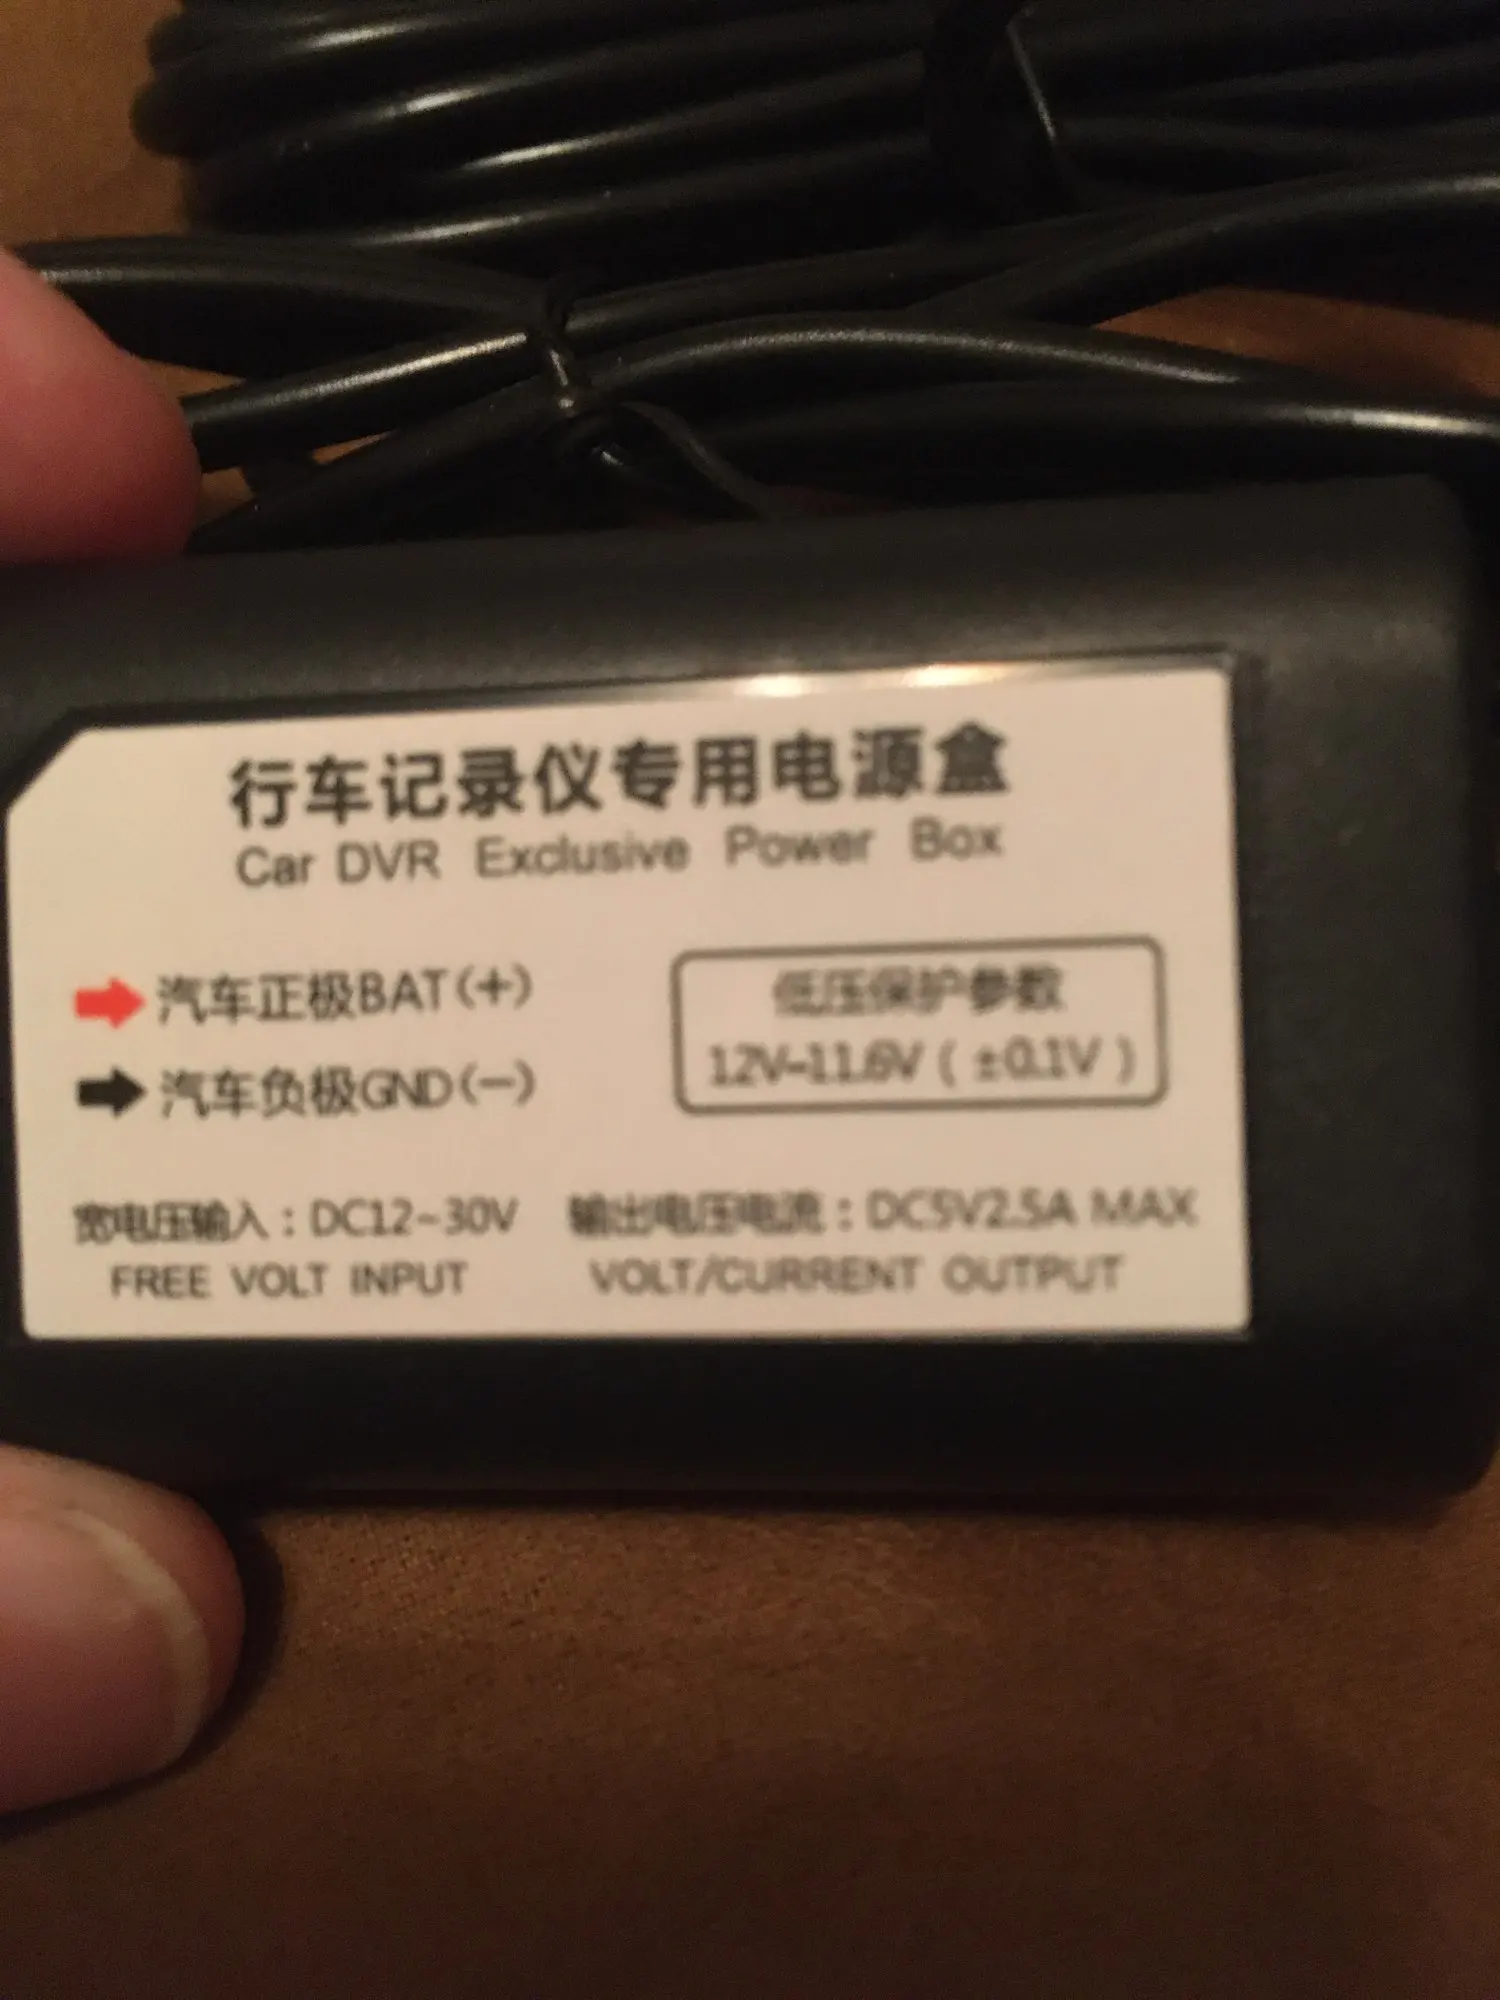 行车记录仪专用电源盒
Car DVR Exclusive Power Box
汽车正极BAT(+)
汽车负极GND(-)
低压保护参数
12V-11.6V ( ±0.1V )
宽电压输入：DC12~30V
FREE VOLT INPUT
输出电压电流：DC5V2.5A MAX
VOLT/CURRENT OUTPUT